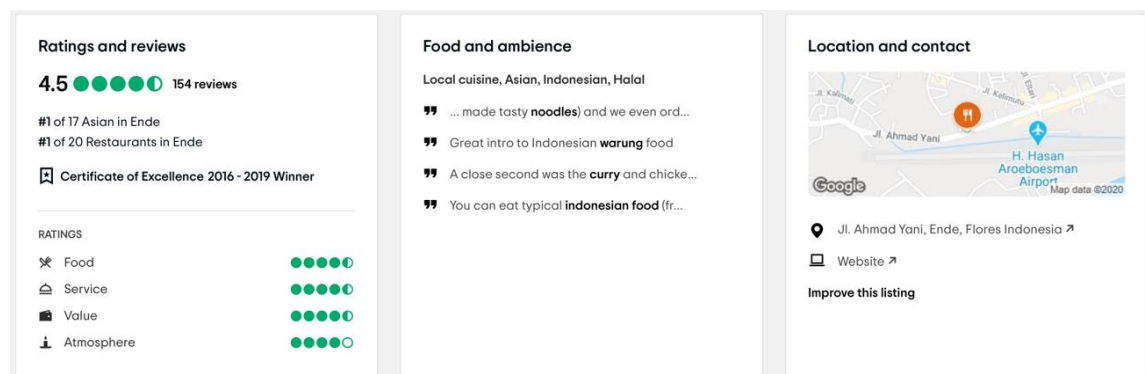 Ratings and reviews
4.5 154 reviews
#1 of 17 Asian in Ende
#1 of 20 Restaurants in Ende
Certificate of Excellence 2016 - 2019 Winner
RATINGS
Food
Service
Value
Atmosphere
Food and ambience
Local cuisine, Asian, Indonesian, Halal
... made tasty noodles) and we even ord...
Great intro to Indonesian warung food
A close second was the curry and chicke...
You can eat typical indonesian food (fr...
Location and contact
Jl. Kalimati
Jl. Eltari
Jl. Kelimutu
Jl. Ahmad Yani
H. Hasan
Aroeboesman
Airport
Google
Map data ©2020
Jl. Ahmad Yani, Ende, Flores Indonesia
Website
Improve this listing